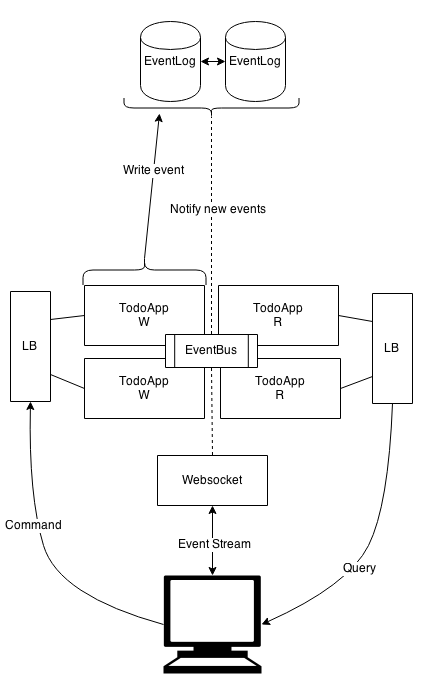 EventLog
EventLog
Write event
Notify new events
TodoApp
W
TodoApp
R
LB
EventBus
LB
TodoApp
W
TodoApp
R
Websocket
Command
Event Stream
Query